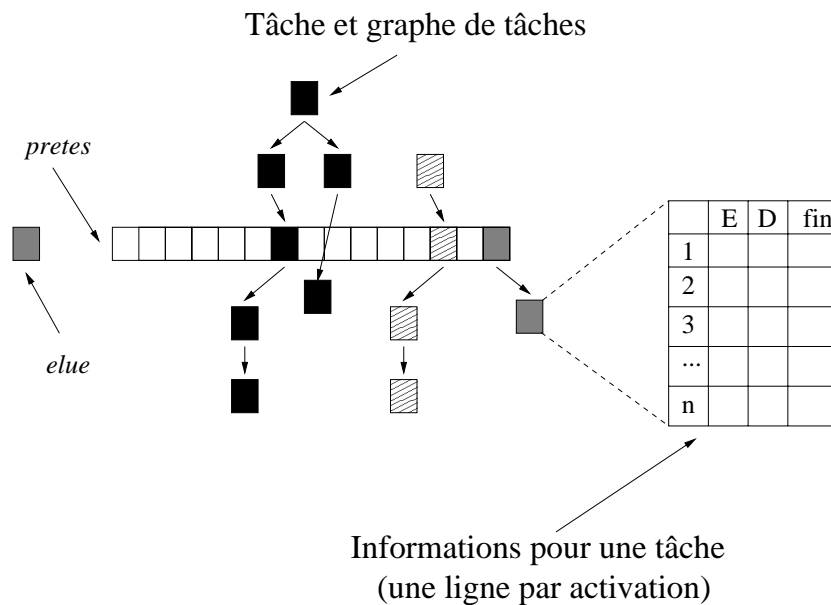 Tâche et graphe de tâches
pretes
elue
E D fin
1
2
3
...
n
Informations pour une tâche
(une ligne par activation)